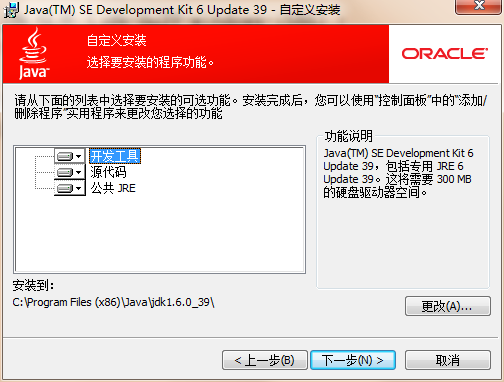 Java(TM) SE Development Kit 6 Update 39 - 自定义安装
自定义安装
选择要安装的程序功能。
Java™
ORACLE
请从下面的列表中选择要安装的可选功能。安装完成后，您可以使用“控制面板”中的“添加/
删除程序”实用程序来更改您选择的功能
开发工具
源代码
公共 JRE
功能说明
Java(TM) SE Development Kit 6
Update 39，包括专用 JRE 6
Update 39。这将需要 300 MB
的硬盘驱动器空间。
安装到：
C:\Program Files (x86)\Java\jdk1.6.0_39\
更改(A)...
< 上一步(B)
下一步(N) >
取消